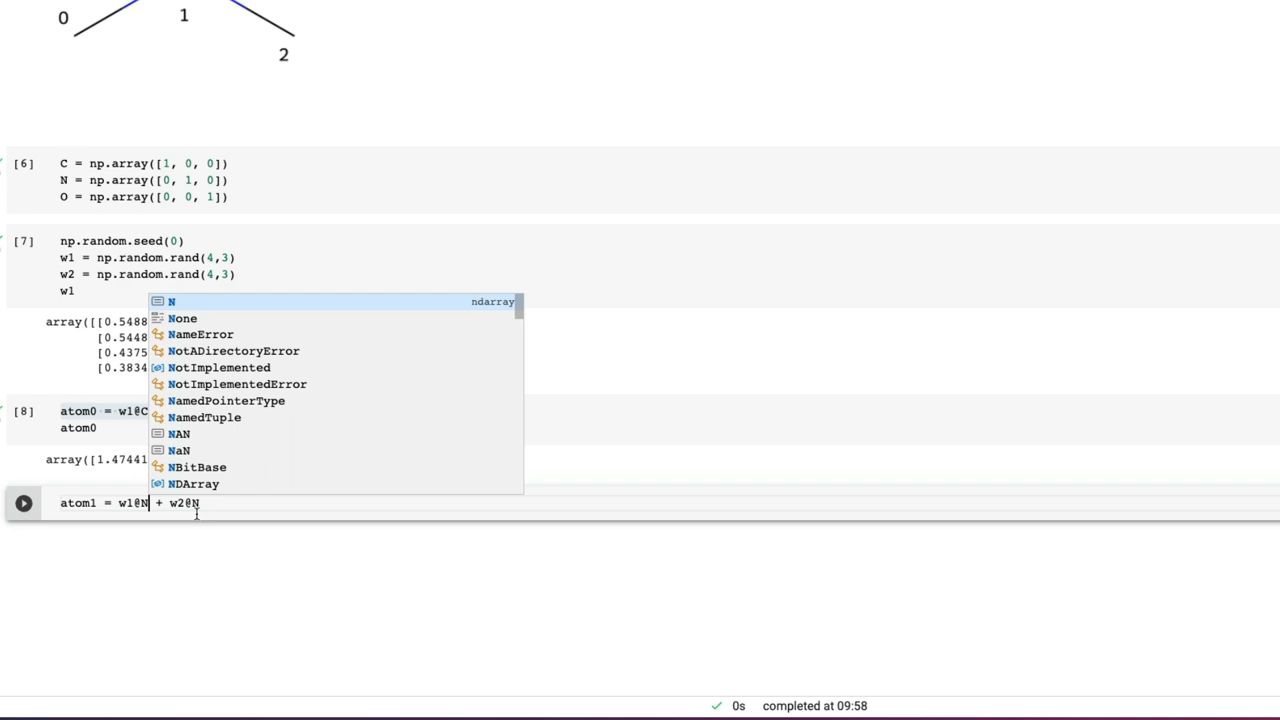 0
1
2
[6] C = np.array([1, 0, 0])
N = np.array([0, 1, 0])
O = np.array([0, 0, 1])
[7] np.random.seed(0)
w1 = np.random.rand(4,3)
w2 = np.random.rand(4,3)
w1
N ndarray
array([[0.5488
None
[0.5448
NameError
[0.4375
NotADirectoryError
[0.3834
NotImplemented
NotImplementedError
NamedPointerType
[8] atom0 = w1@C
NamedTuple
atom0
NAN
NaN
array([1.47441
NBitBase
NDArray
atom1 = w1@N + w2@N
0s completed at 09:58